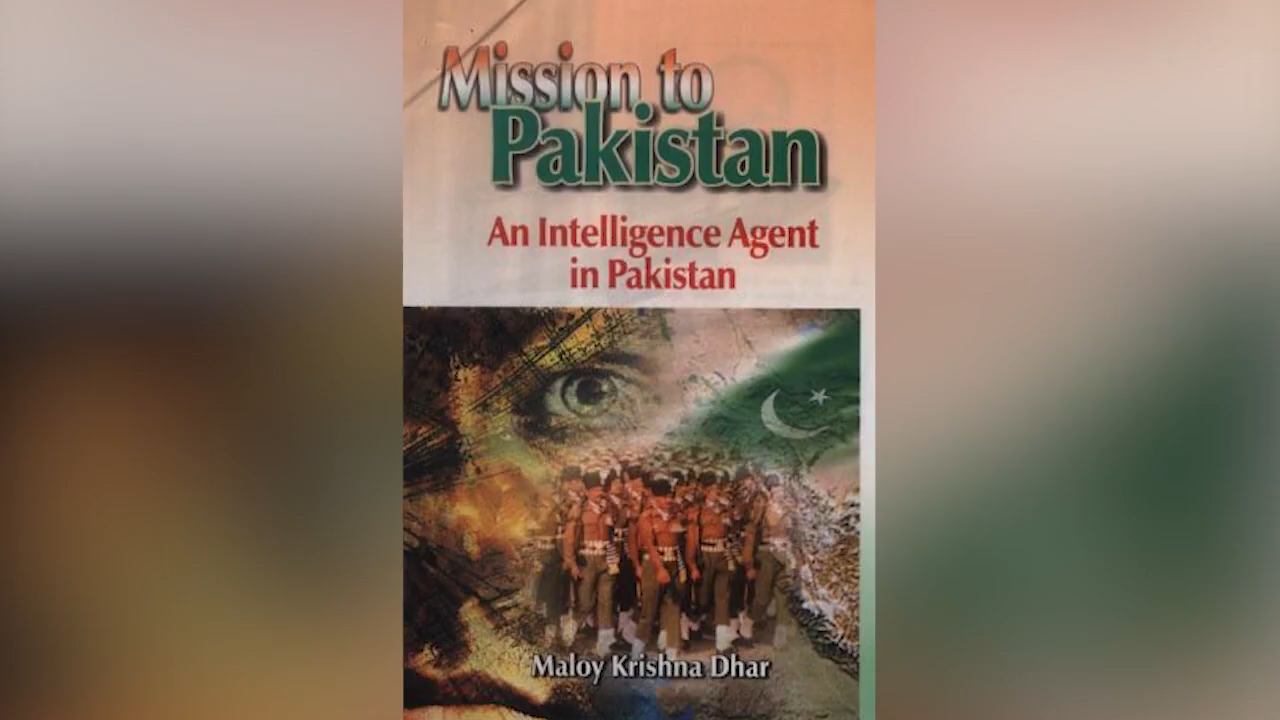 Mission to
Pakistan
An Intelligence Agent
in Pakistan
Maloy Krishna Dhar